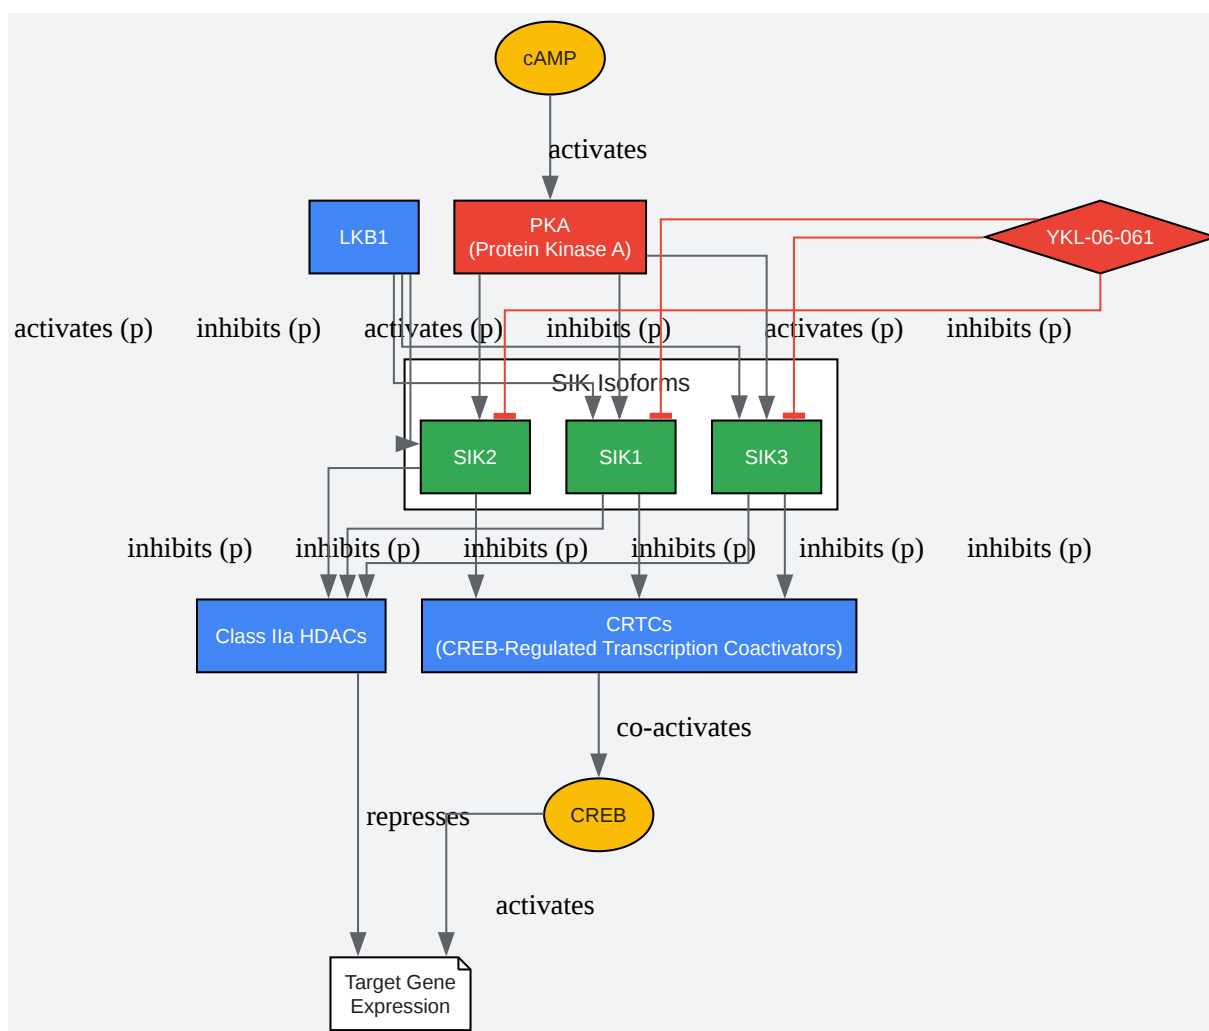 cAMP
activates
LKB1
PKA
(Protein Kinase A)
YKL-06-061
activates (p)
inhibits (p)
activates (p)
inhibits (p)
activates (p)
inhibits (p)
SIK Isoforms
SIK2
SIK1
SIK3
inhibits (p)
inhibits (p)
inhibits (p)
inhibits (p)
inhibits (p)
inhibits (p)
Class IIa HDACs
CRTCs
(CREB-Regulated Transcription Coactivators)
co-activates
represses
CREB
activates
Target Gene
Expression